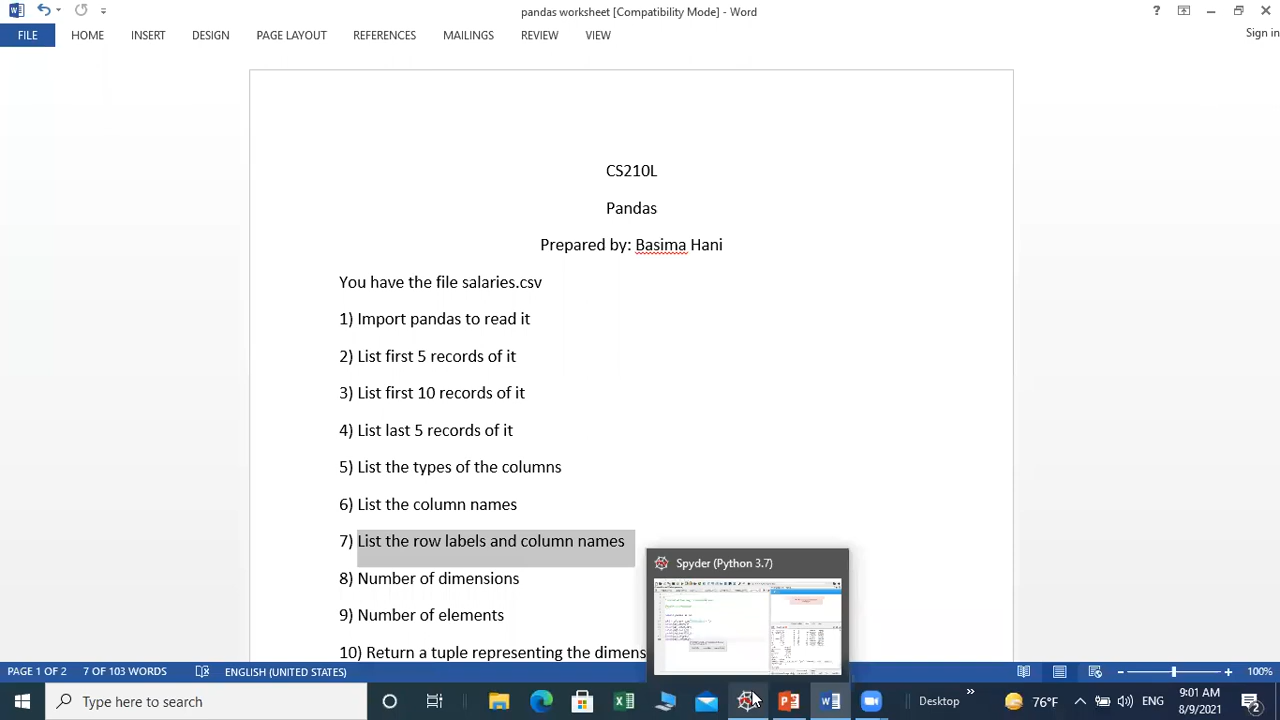 pandas worksheet [Compatibility Mode] - Word
?
FILE HOME INSERT DESIGN PAGE LAYOUT REFERENCES MAILINGS REVIEW VIEW
Sign in
CS210L
Pandas
Prepared by: Basima Hani
You have the file salaries.csv
1) Import pandas to read it
2) List first 5 records of it
3) List first 10 records of it
4) List last 5 records of it
5) List the types of the columns
6) List the column names
7) List the row labels and column names
8) Number of dimensions
9) Number of elements
10) Return a tuple representing the dimens
Spyder (Python 3.7)
PAGE 1 OF 2 ENGLISH (UNITED STATES) 100%
Type here to search
Desktop
76°F
ENG
9:01 AM
8/9/2021
2